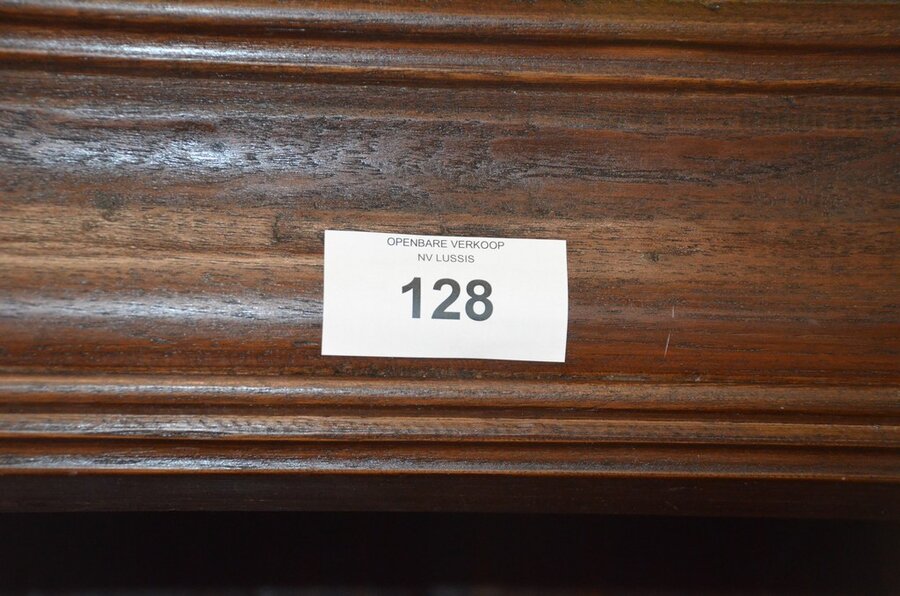 OPENBARE VERKOOP
NV LUSSIS
128